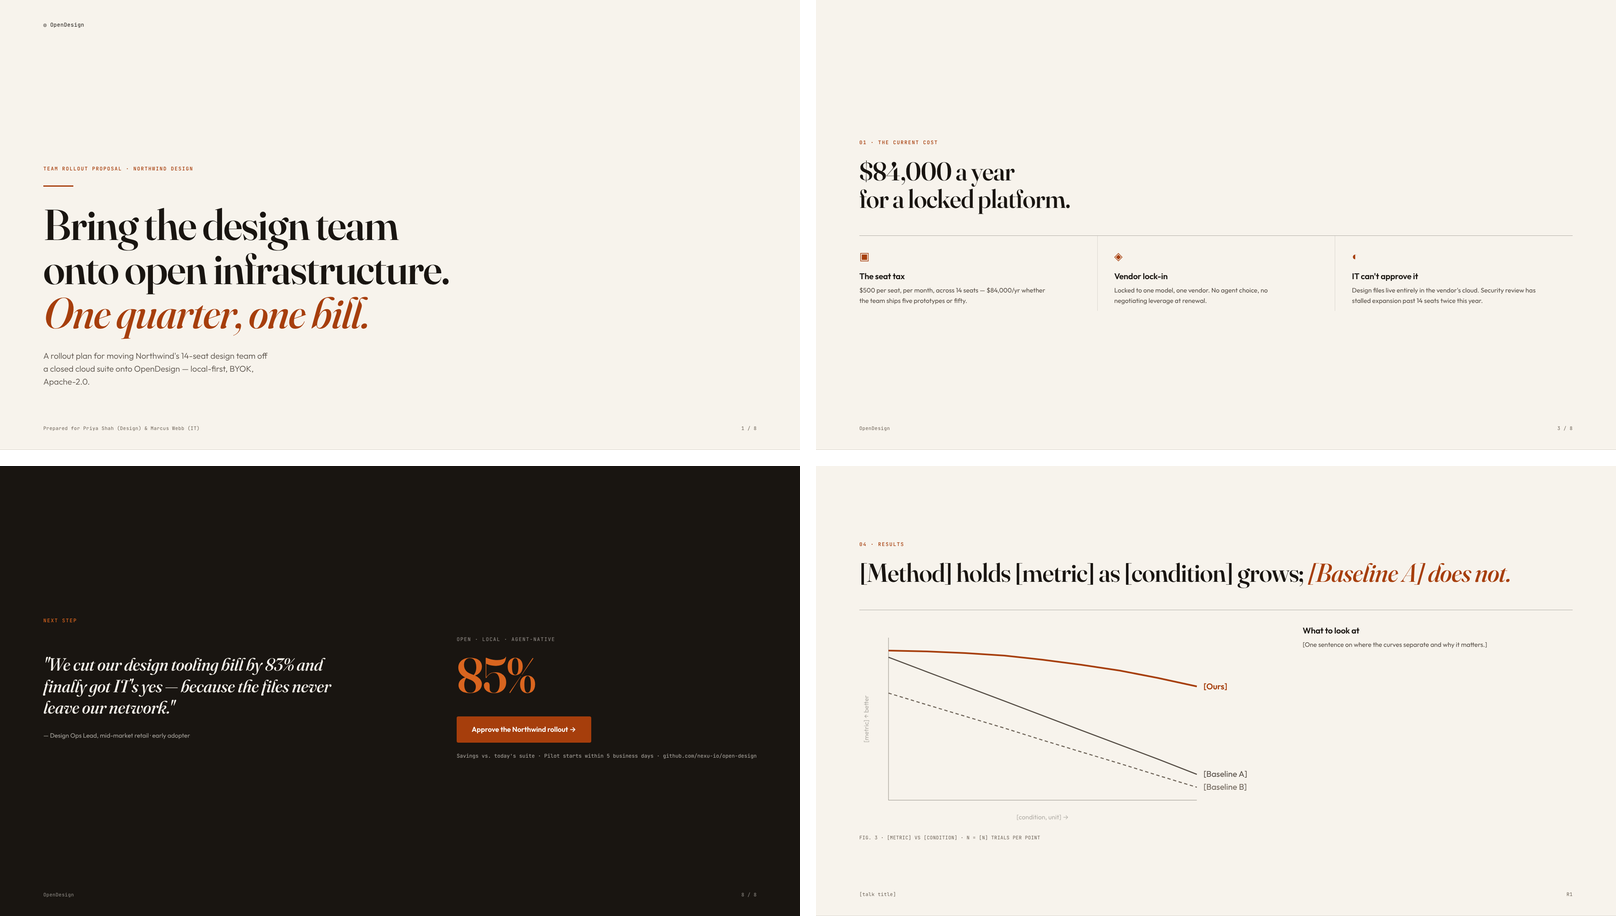 OpenDesign
TEAM ROLLOUT PROPOSAL · NORTHWIND DESIGN
Bring the design team
onto open infrastructure.
One quarter, one bill.
A rollout plan for moving Northwind's 14-seat design team off
a closed cloud suite onto OpenDesign — local-first, BYOK,
Apache-2.0.
Prepared for Priya Shah (Design) & Marcus Webb (IT)
1 / 8
01 · THE CURRENT COST
$84,000 a year
for a locked platform.
The seat tax
$500 per seat, per month, across 14 seats — $84,000/yr whether
the team ships five prototypes or fifty.
Vendor lock-in
Locked to one model, one vendor. No agent choice, no
negotiating leverage at renewal.
IT can't approve it
Design files live entirely in the vendor's cloud. Security review has
stalled expansion past 14 seats twice this year.
OpenDesign
3 / 8
NEXT STEP
"We cut our design tooling bill by 83% and
finally got IT's yes — because the files never
leave our network."
— Design Ops Lead, mid-market retail · early adopter
OPEN · LOCAL · AGENT-NATIVE
85%
Approve the Northwind rollout →
Savings vs. today's suite · Pilot starts within 5 business days · github.com/nexu-io/open-design
OpenDesign
/ 8
04 · RESULTS
[Method] holds [metric] as [condition] grows; [Baseline A] does not.
[metric] ↑ better
[Ours]
[Baseline A]
[Baseline B]
[condition, unit] →
What to look at
[One sentence on where the curves separate and why it matters.]
FIG. 3 · [METRIC] VS [CONDITION] · N = [N] TRIALS PER POINT
[talk title]
01